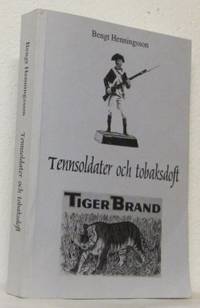 Bengt Henningsson
Tennsoldater och tobaksdoft
TIGER BRAND
Bengt Henningsson Tennsoldater och tobaksdoft